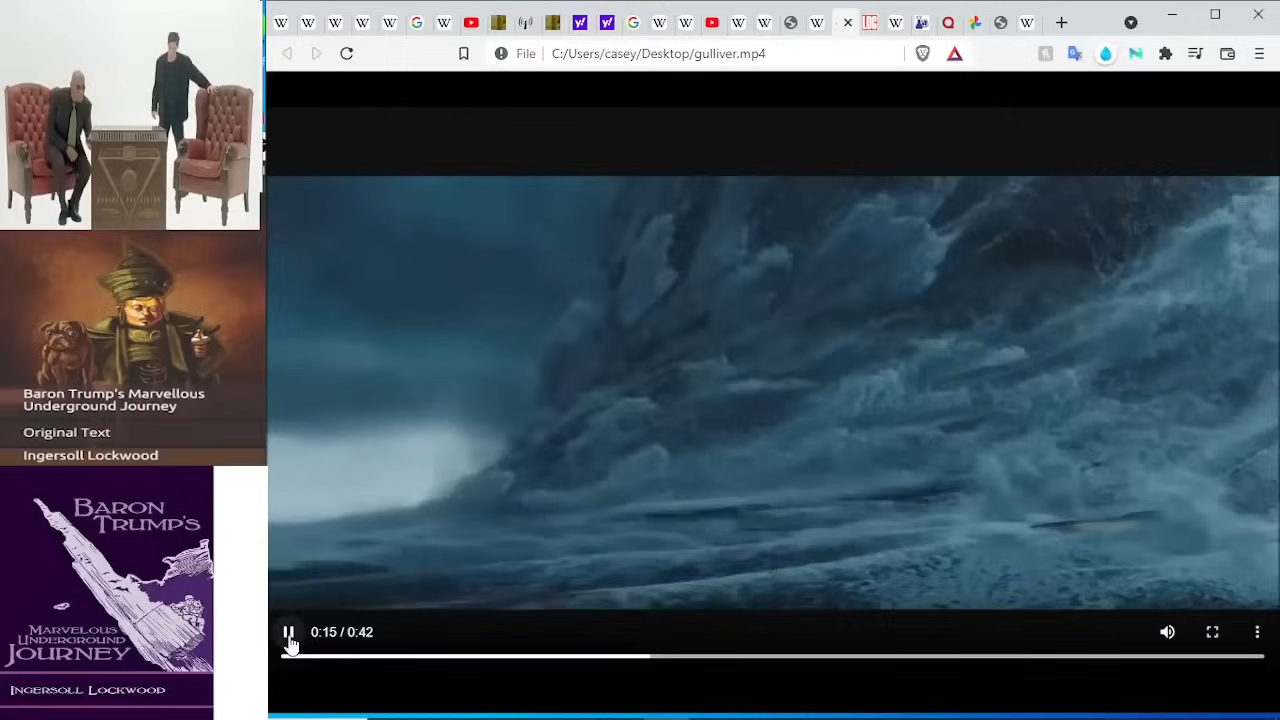 File
C:/Users/casey/Desktop/gulliver.mp4
Baron Trump's Marvellous
Underground Journey
Original Text
Ingersoll Lockwood
BARON
TRUMP'S
MARVELOUS
UNDERGROUND
JOURNEY
INGERSOLL LOCKWOOD
0:15 / 0:42